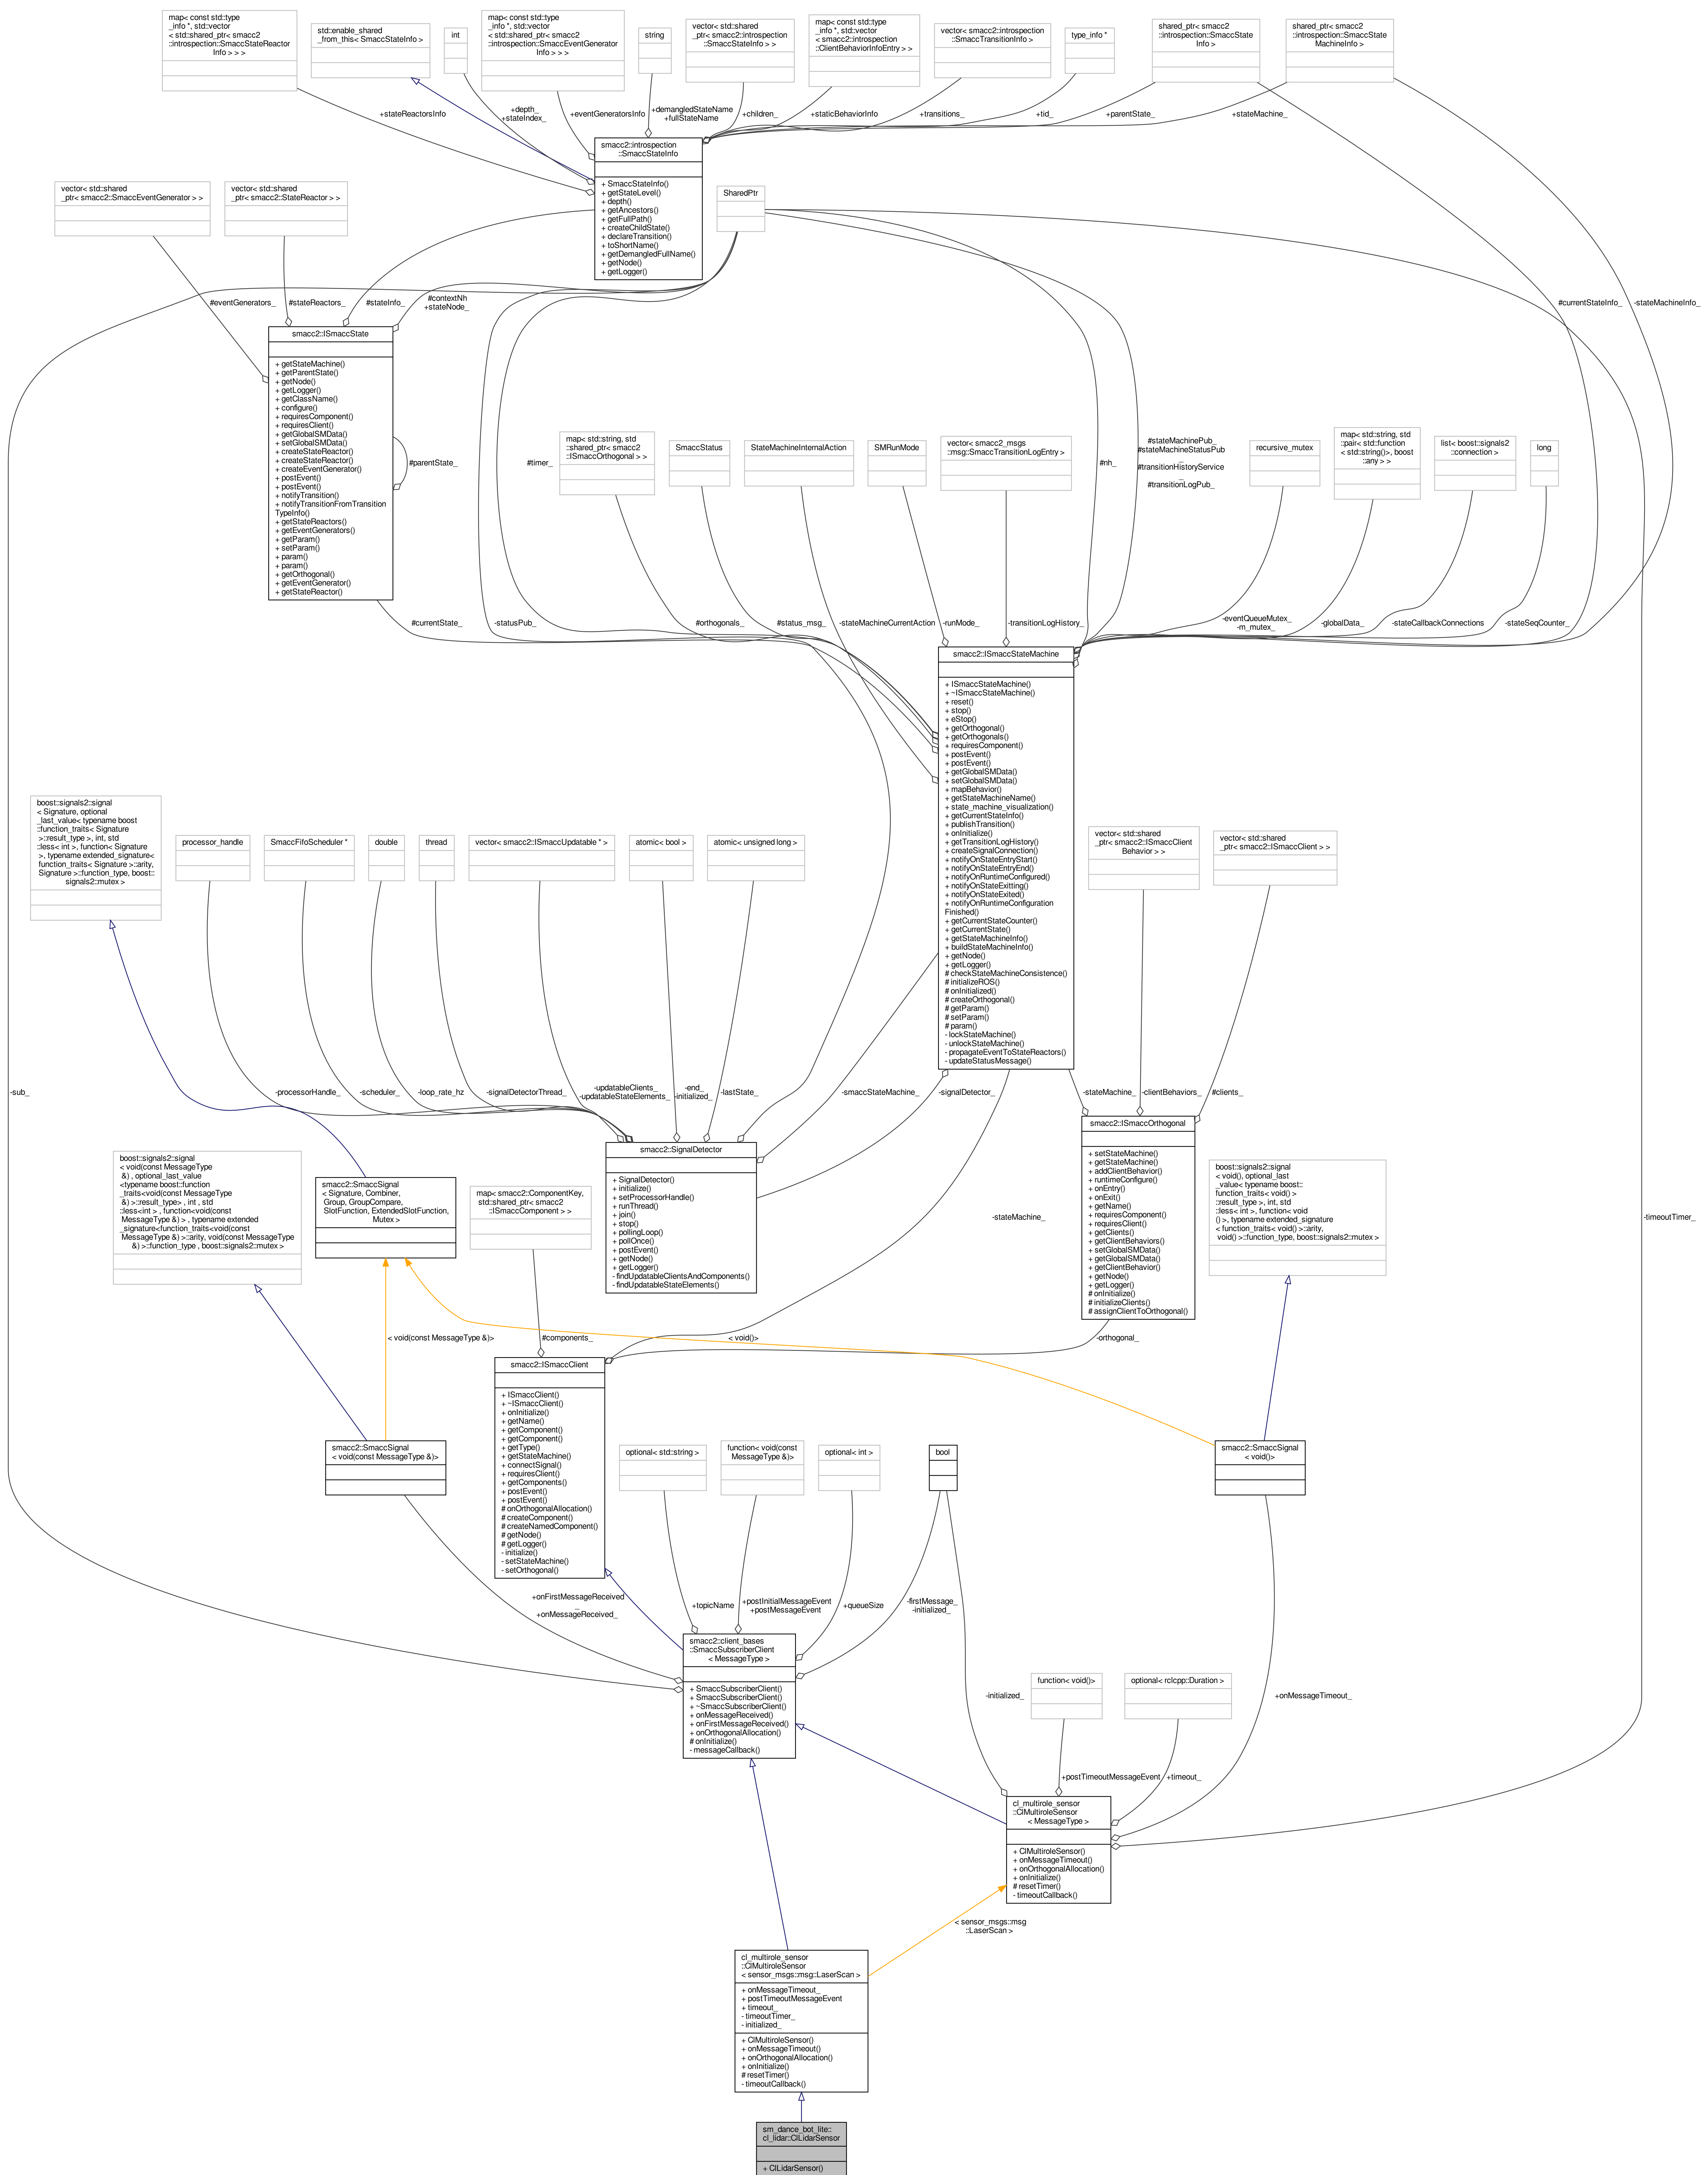 map< const std::type
_info *, std::vector
< std::shared_ptr< smacc2
::introspection::SmaccStateReactor
Info > > >
std::enable_shared
_from_this< SmaccStateInfo >
int
map< const std::type
_info *, std::vector
< std::shared_ptr< smacc2
::introspection::SmaccEventGenerator
Info > > >
string
vector< std::shared
_ptr< smacc2::introspection
::SmaccStateInfo > >
map< const std::type
_info *, std::vector
< smacc2::introspection
::ClientBehaviorInfoEntry > >
vector< smacc2::introspection
::SmaccTransitionInfo >
type_info *
shared_ptr< smacc2
::introspection::SmaccState
Info >
shared_ptr< smacc2
::introspection::SmaccState
MachineInfo >
+stateReactorsInfo
+depth_
+stateIndex_
+eventGeneratorsInfo
+demangledStateName
+fullStateName
+children_
+staticBehaviorInfo
+transitions_
+tid_
+parentState_
+stateMachine_
smacc2::introspection
::SmaccStateInfo
+ SmaccStateInfo()
+ getStateLevel()
+ depth()
+ getAncestors()
+ getFullPath()
+ createChildState()
+ declareTransition()
+ toShortName()
+ getDemangledFullName()
+ getNode()
+ getLogger()
vector< std::shared
_ptr< smacc2::SmaccEventGenerator > >
vector< std::shared
_ptr< smacc2::StateReactor > >
SharedPtr
#eventGenerators_
#stateReactors_
#stateInfo_
#contextNh
+stateNode_
#currentStateInfo_
-stateMachineInfo_
smacc2::ISmaccState
+ getStateMachine()
+ getParentState()
+ getNode()
+ getLogger()
+ getClassName()
+ configure()
+ requiresComponent()
+ requiresClient()
+ getGlobalSMData()
+ setGlobalSMData()
+ createStateReactor()
+ createStateReactor()
+ createEventGenerator()
+ postEvent()
+ postEvent()
+ notifyTransition()
+ notifyTransitionFromTransition
TypeInfo()
+ getStateReactors()
+ getEventGenerators()
+ getParam()
+ setParam()
+ param()
+ param()
+ getOrthogonal()
+ getEventGenerator()
+ getStateReactor()
#parentState_
#timer_
map< std::string, std
::shared_ptr< smacc2
::ISmaccOrthogonal > >
SmaccStatus
StateMachineInternalAction
SMRunMode
vector< smacc2_msgs
::msg::SmaccTransitionLogEntry >
#nh_
#stateMachinePub_
#stateMachineStatusPub
_
#transitionHistoryService
_
#transitionLogPub_
recursive_mutex
map< std::string, std
::pair< std::function
< std::string()>, boost
::any > >
list< boost::signals2
::connection >
long
#currentState_
-statusPub_
#orthogonals_
#status_msg_
-stateMachineCurrentAction
-runMode_
-transitionLogHistory_
-eventQueueMutex_
-m_mutex_
-globalData_
-stateCallbackConnections
-stateSeqCounter_
smacc2::ISmaccStateMachine
+ ISmaccStateMachine()
+ ~ISmaccStateMachine()
+ reset()
+ stop()
+ eStop()
+ getOrthogonal()
+ getOrthogonals()
+ requiresComponent()
+ postEvent()
+ postEvent()
+ getGlobalSMData()
+ setGlobalSMData()
+ mapBehavior()
+ getStateMachineName()
+ state_machine_visualization()
+ getCurrentStateInfo()
+ publishTransition()
+ onInitialize()
+ getTransitionLogHistory()
+ createSignalConnection()
+ notifyOnStateEntryStart()
+ notifyOnStateEntryEnd()
+ notifyOnRuntimeConfigured()
+ notifyOnStateExitting()
+ notifyOnStateExited()
+ notifyOnRuntimeConfiguration
Finished()
+ getCurrentStateCounter()
+ getCurrentState()
+ getStateMachineInfo()
+ buildStateMachineInfo()
+ getNode()
+ getLogger()
# checkStateMachineConsistence()
# initializeROS()
# onInitialized()
# createOrthogonal()
# getParam()
# setParam()
# param()
- lockStateMachine()
- unlockStateMachine()
- propagateEventToStateReactors()
- updateStatusMessage()
boost::signals2::signal
< Signature, optional
_last_value< typename boost
::function_traits< Signature
>::result_type >, int, std
::less< int >, function< Signature
>, typename extended_signature<
function_traits< Signature >::arity,
Signature >::function_type, boost::
signals2::mutex >
processor_handle
SmaccFifoScheduler *
double
thread
vector< smacc2::ISmaccUpdatable * >
atomic< bool >
atomic< unsigned long >
vector< std::shared
_ptr< smacc2::ISmaccClient
Behavior > >
vector< std::shared
_ptr< smacc2::ISmaccClient > >
-sub_
-processorHandle_
-scheduler_
-loop_rate_hz
-signalDetectorThread_
-updatableClients_
-updatableStateElements_
-end_
-initialized_
-lastState_
-smaccStateMachine_
-signalDetector_
-stateMachine_
-clientBehaviors_
#clients_
smacc2::SignalDetector
+ SignalDetector()
+ initialize()
+ setProcessorHandle()
+ runThread()
+ join()
+ stop()
+ pollingLoop()
+ pollOnce()
+ postEvent()
+ getNode()
+ getLogger()
- findUpdatableClientsAndComponents()
- findUpdatableStateElements()
smacc2::ISmaccOrthogonal
+ setStateMachine()
+ getStateMachine()
+ addClientBehavior()
+ runtimeConfigure()
+ onEntry()
+ onExit()
+ getName()
+ requiresComponent()
+ requiresClient()
+ getClients()
+ getClientBehaviors()
+ setGlobalSMData()
+ getGlobalSMData()
+ getClientBehavior()
+ getNode()
+ getLogger()
# onInitialize()
# initializeClients()
# assignClientToOrthogonal()
boost::signals2::signal
< void(const MessageType
&) , optional_last_value
<typename boost::function
_traits<void(const MessageType
&) >::result_type> , int , std
::less<int > , function<void(const
MessageType &) > , typename extended
_signature<function_traits<void(const
MessageType &) >::arity, void(const MessageType
&) >::function_type , boost::signals2::mutex >
smacc2::SmaccSignal
< Signature, Combiner,
Group, GroupCompare,
SlotFunction, ExtendedSlotFunction,
Mutex >
map< smacc2::ComponentKey,
std::shared_ptr< smacc2
::ISmaccComponent > >
-stateMachine_
boost::signals2::signal
< void(), optional_last
_value< typename boost::
function_traits< void() >
::result_type >, int, std
::less< int >, function< void
() >, typename extended_signature
< function_traits< void() >::arity,
void() >::function_type, boost::signals2::mutex >
-timeoutTimer_
< void(const MessageType &)>
#components_
< void()>
-orthogonal_
smacc2::ISmaccClient
+ ISmaccClient()
+ ~ISmaccClient()
+ onInitialize()
+ getName()
+ getComponent()
+ getComponent()
+ getType()
+ getStateMachine()
+ connectSignal()
+ requiresClient()
+ getComponents()
+ postEvent()
+ postEvent()
# onOrthogonalAllocation()
# createComponent()
# createNamedComponent()
# getNode()
# getLogger()
- initialize()
- setStateMachine()
- setOrthogonal()
smacc2::SmaccSignal
< void(const MessageType &)>
optional< std::string >
function< void(const
MessageType &)>
optional< int >
bool
smacc2::SmaccSignal
< void()>
+onFirstMessageReceived
_
+onMessageReceived_
+topicName
+postInitialMessageEvent
+postMessageEvent
+queueSize
-firstMessage_
-initialized_
smacc2::client_bases
::SmaccSubscriberClient
< MessageType >
+ SmaccSubscriberClient()
+ SmaccSubscriberClient()
+ ~SmaccSubscriberClient()
+ onMessageReceived()
+ onFirstMessageReceived()
+ onOrthogonalAllocation()
# onInitialize()
- messageCallback()
function< void()>
optional< rclcpp::Duration >
-initialized_
+onMessageTimeout_
+postTimeoutMessageEvent
+timeout_
cl_multirole_sensor
::ClMultiroleSensor
< MessageType >
+ ClMultiroleSensor()
+ onMessageTimeout()
+ onOrthogonalAllocation()
+ onInitialize()
# resetTimer()
- timeoutCallback()
< sensor_msgs::msg
::LaserScan >
cl_multirole_sensor
::ClMultiroleSensor
< sensor_msgs::msg::LaserScan >
+ onMessageTimeout_
+ postTimeoutMessageEvent
+ timeout_
- timeoutTimer_
- initialized_
+ ClMultiroleSensor()
+ onMessageTimeout()
+ onOrthogonalAllocation()
+ onInitialize()
# resetTimer()
- timeoutCallback()
sm_dance_bot_lite::
cl_lidar::ClLidarSensor
+ ClLidarSensor()